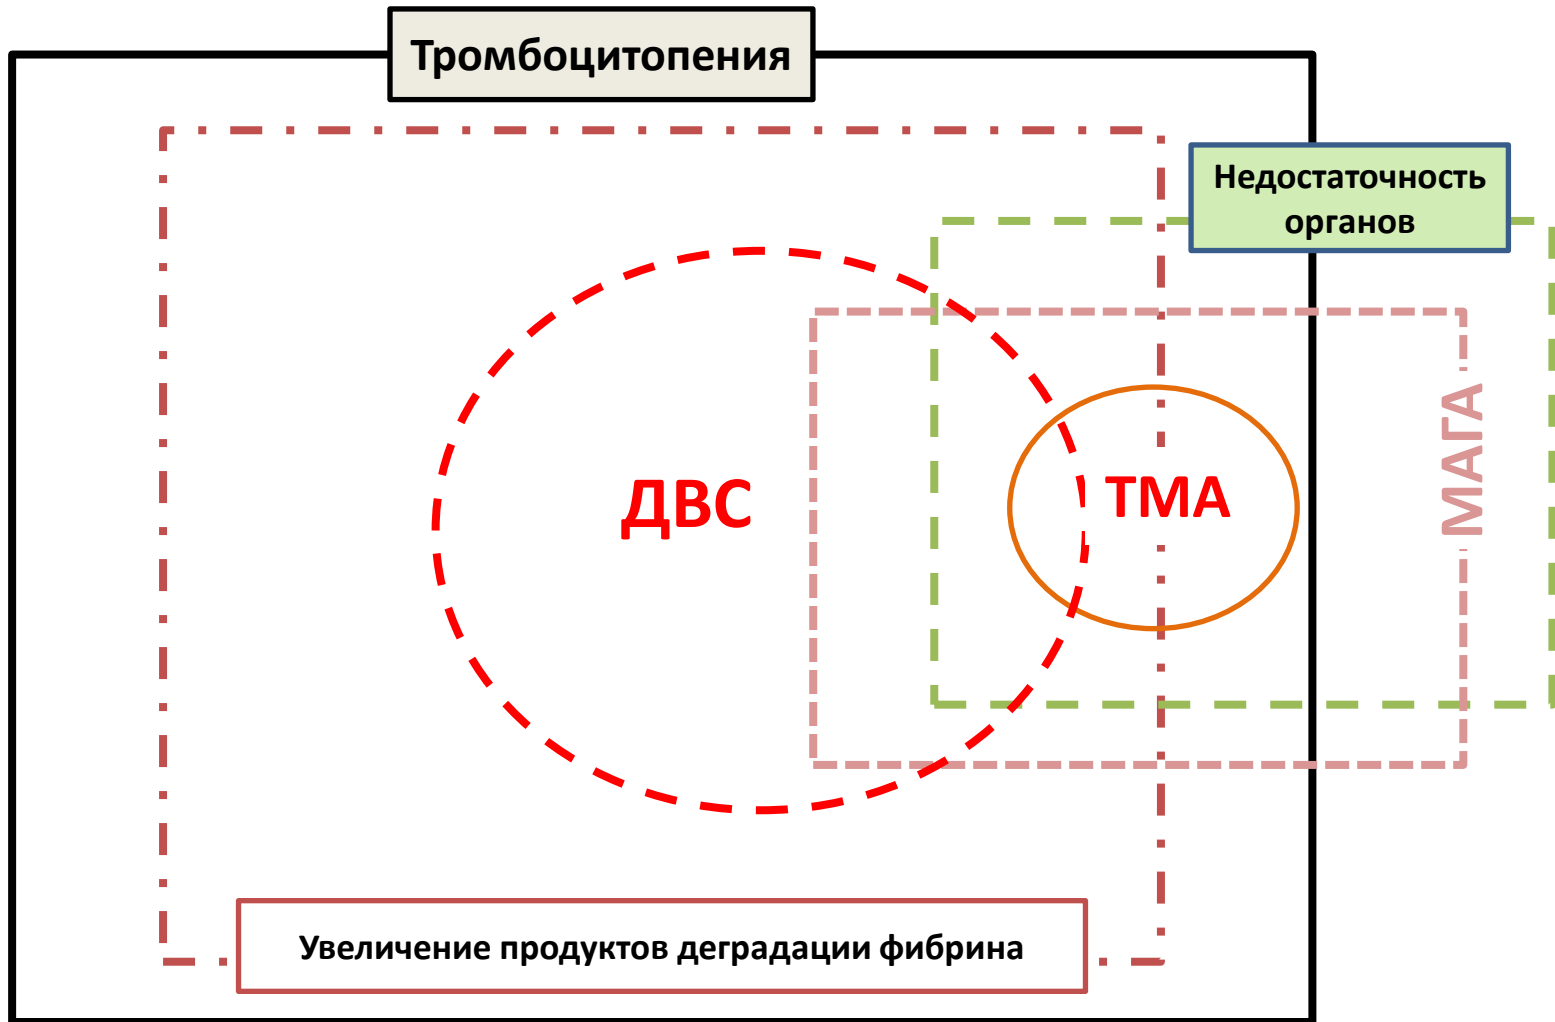 Тромбоцитопения
Недостаточность
органов
ДВС
ТМА
МАГА
Увеличение продуктов деградации фибрина